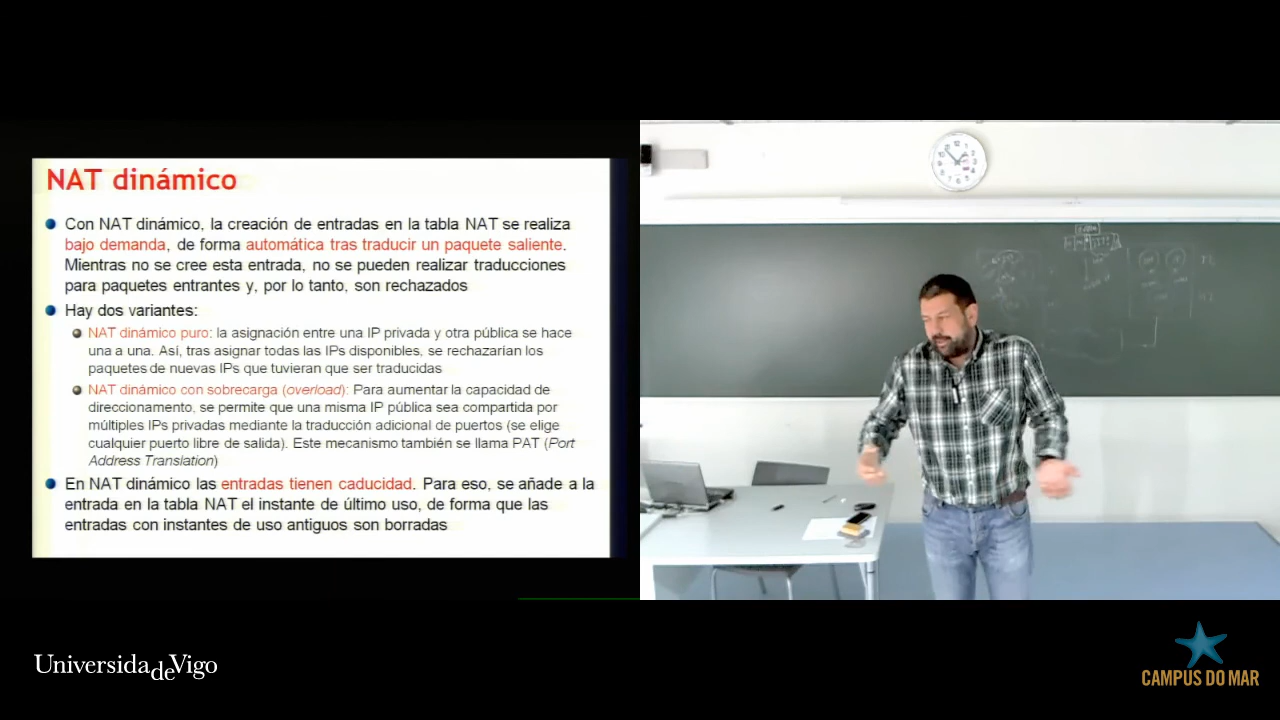 NAT dinámico
Con NAT dinámico, la creación de entradas en la tabla NAT se realiza
bajo demanda, de forma automática tras traducir un paquete saliente.
Mientras no se cree esta entrada, no se pueden realizar traducciones
para paquetes entrantes y, por lo tanto, son rechazados
Hay dos variantes:
NAT dinámico puro: la asignación entre una IP privada y otra pública se hace
una a una. Así, tras asignar todas las IPs disponibles, se rechazarían los
paquetes de nuevas IPs que tuvieran que ser traducidas
NAT dinámico con sobrecarga (overload): Para aumentar la capacidad de
direccionamento, se permite que una misma IP pública sea compartida por
múltiples IPs privadas mediante la traducción adicional de puertos (se elige
cualquier puerto libre de salida). Este mecanismo también se llama PAT (Port
Address Translation)
En NAT dinámico las entradas tienen caducidad. Para eso, se añade a la
entrada en la tabla NAT el instante de último uso, de forma que las
entradas con instantes de uso antiguos son borradas
UniversidadeVigo
CAMPUS DO MAR